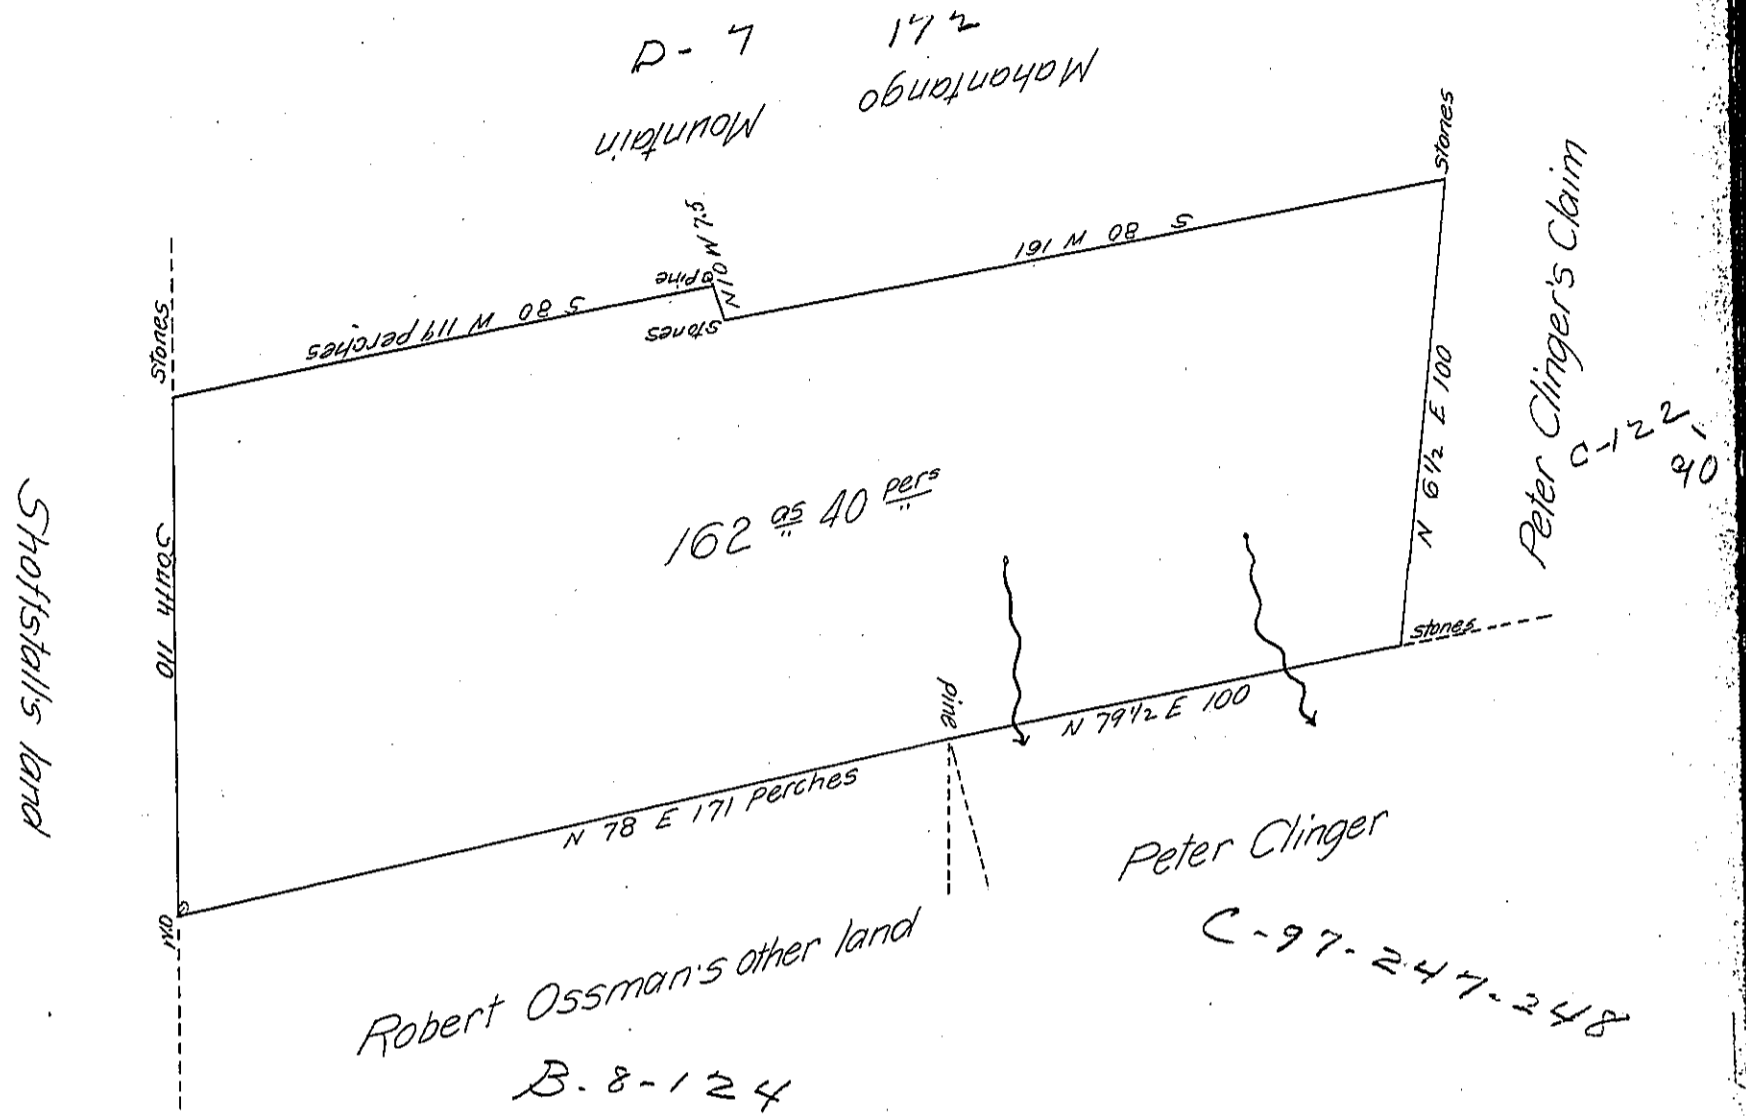 D - 7 172
Mahantango
Mountain
stones
S 80 W 161
N 10 W 7.5
pine
stones
S 80 W 119 perches
stones
Peter Clinger's Claim
C-122,
90
N 6½ E 100
162 as 40 pers
South 110
Shoffstall's land
stones
pine
N 79½ E 100
N 78 E 171 Perches
W.O
Peter Clinger
C-97-247-248
Robert Ossman's other land
B-8-124